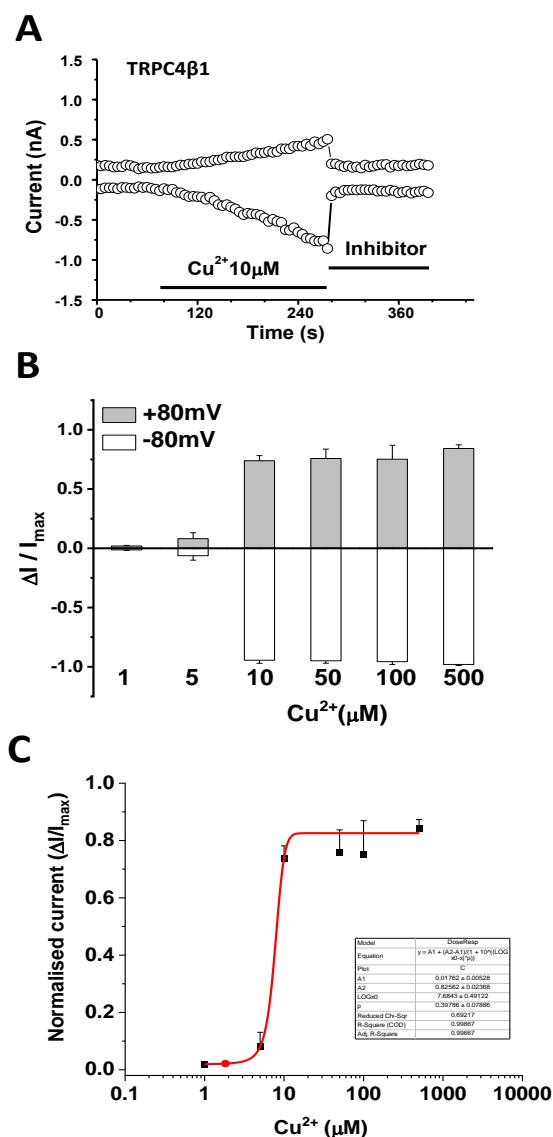 A
TRPC4β1
1.5
1.0
0.5
0.0
-0.5
-1.0
-1.5
Current (nA)
Cu²⁺10μM
Inhibitor
0
120
240
360
Time (s)
B
+80mV
-80mV
1.0
0.5
0.0
-0.5
-1.0
ΔI / Imax
1
5
10
50
100
500
Cu²⁺(μM)
C
1.0
0.8
0.6
0.4
0.2
0.0
Normalised current (ΔI/Imax)
Model DoseResp
Equation y = A1 + (A2-A1)/(1 + 10^((LOG
x0-x)*p))
Plot C
A1 0.01762 ± 0.00528
A2 0.82562 ± 0.02368
LOGx0 7.6843 ± 0.49122
p 0.39786 ± 0.07886
Reduced Chi-Sqr 0.69217
R-Square (COD) 0.99867
Adj. R-Square 0.99667
0.1
1
10
100
1000
10000
Cu²⁺ (μM)